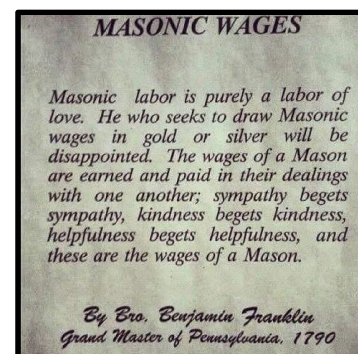 MASONIC WAGES
Masonic labor is purely a labor of
love. He who seeks to draw Masonic
wages in gold or silver will be
disappointed. The wages of a Mason
are earned and paid in their dealings
with one another; sympathy begets
sympathy, kindness begets kindness,
helpfulness begets helpfulness, and
these are the wages of a Mason.
By Bro. Benjamin Franklin
Grand Master of Pennsylvania, 1790